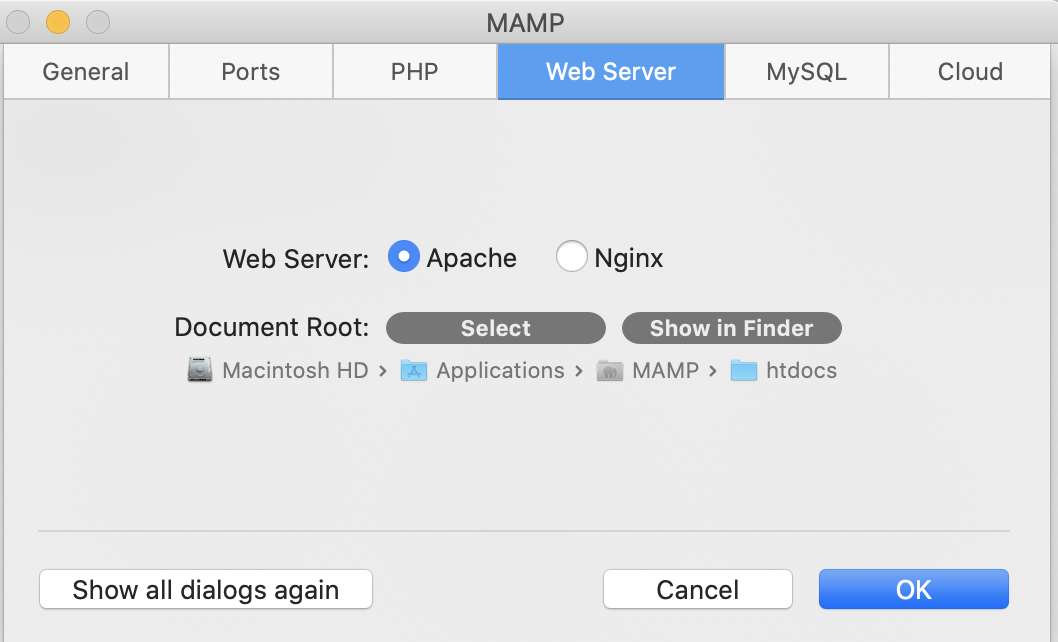 MAMP
General Ports PHP Web Server MySQL Cloud
Web Server: Apache Nginx
Document Root: Select Show in Finder
Macintosh HD › Applications › MAMP › htdocs
Show all dialogs again Cancel OK